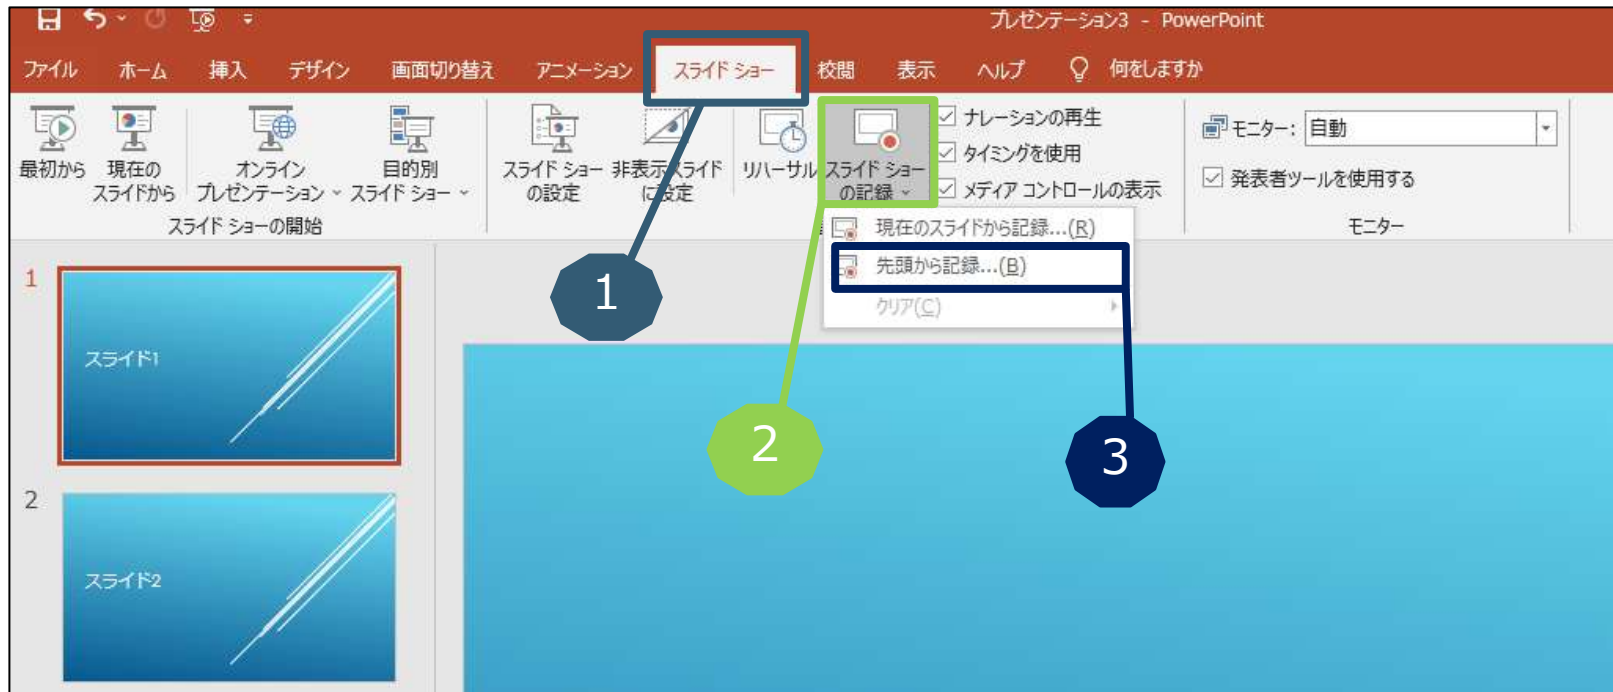 プレゼンテーション3 - PowerPoint
ファイル ホーム 挿入 デザイン 画面切り替え アニメーション スライド ショー 校閲 表示 ヘルプ 何をしますか
最初から
現在の
スライドから
オンライン
プレゼンテーション
目的別
スライド ショー
スライド ショーの開始
スライド ショー
の設定
非表示スライド
に設定
リハーサル
スライド ショー
の記録
ナレーションの再生
タイミングを使用
メディア コントロールの表示
モニター: 自動
発表者ツールを使用する
モニター
現在のスライドから記録...(R)
先頭から記録...(B)
クリア(C)
1
2
3
1
スライド1
2
スライド2